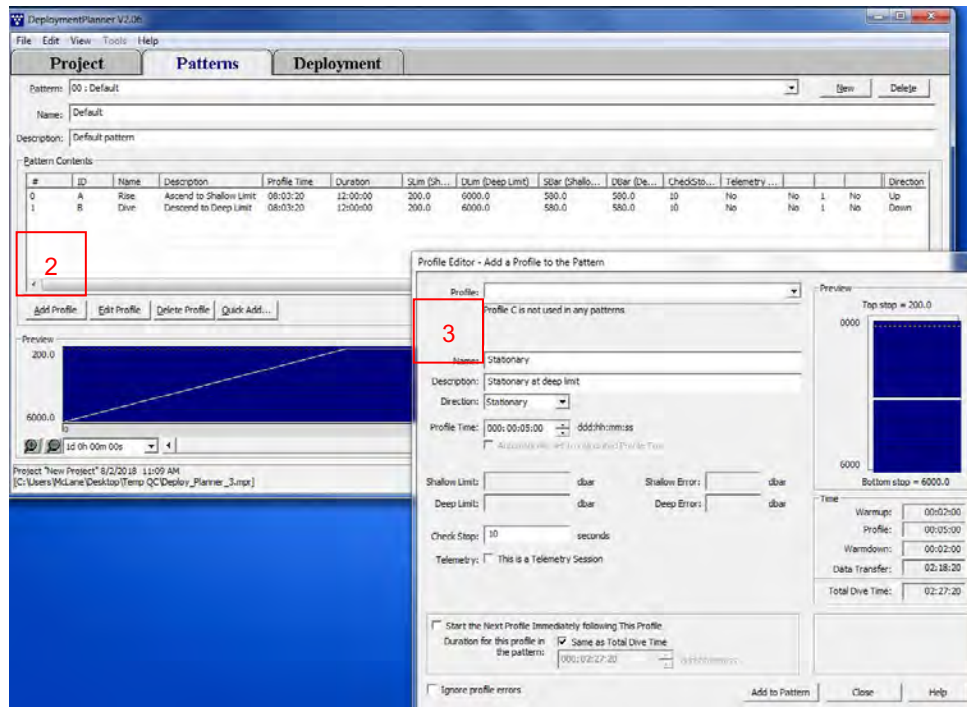 DeploymentPlanner V2.06
File Edit View Tools Help
Project Patterns Deployment
Pattern: 00 : Default New Delete
Name: Default
Description: Default pattern
Pattern Contents
# ID Name Description Profile Time Duration SLim (Sh... DLim (Deep Limit) SBar (Shallo... DBar (De... CheckSto... Telemetry ... Direction
0 A Rise Ascend to Shallow Limit 08:03:20 12:00:00 200.0 6000.0 580.0 580.0 10 No No 1 No Up
1 B Dive Descend to Deep Limit 08:03:20 12:00:00 200.0 6000.0 580.0 580.0 10 No No 1 No Down
2
Add Profile Edit Profile Delete Profile Quick Add...
Preview
200.0
6000.0
0
1d 0h 00m 00s
Project "New Project" 8/2/2018 11:09 AM
[C:\Users\McLane\Desktop\Temp QC\Deploy_Planner_3.mpr]
Profile Editor - Add a Profile to the Pattern
Profile:
Profile C is not used in any patterns
3
Name: Stationary
Description: Stationary at deep limit
Direction: Stationary
Profile Time: 000:00:05:00 ddd:hh:mm:ss
Shallow Limit: dbar Shallow Error: dbar
Deep Limit: dbar Deep Error: dbar
Check Stop: 10 seconds
Telemetry: This is a Telemetry Session
Start the Next Profile Immediately following This Profile
Duration for this profile in the pattern: Same as Total Dive Time
000:02:27:20
Ignore profile errors
Add to Pattern Close Help
Preview
Top stop = 200.0
0000
6000
Bottom stop = 6000.0
Time
Warmup: 00:02:00
Profile: 00:05:00
Warmdown: 00:02:00
Data Transfer: 02:18:20
Total Dive Time: 02:27:20